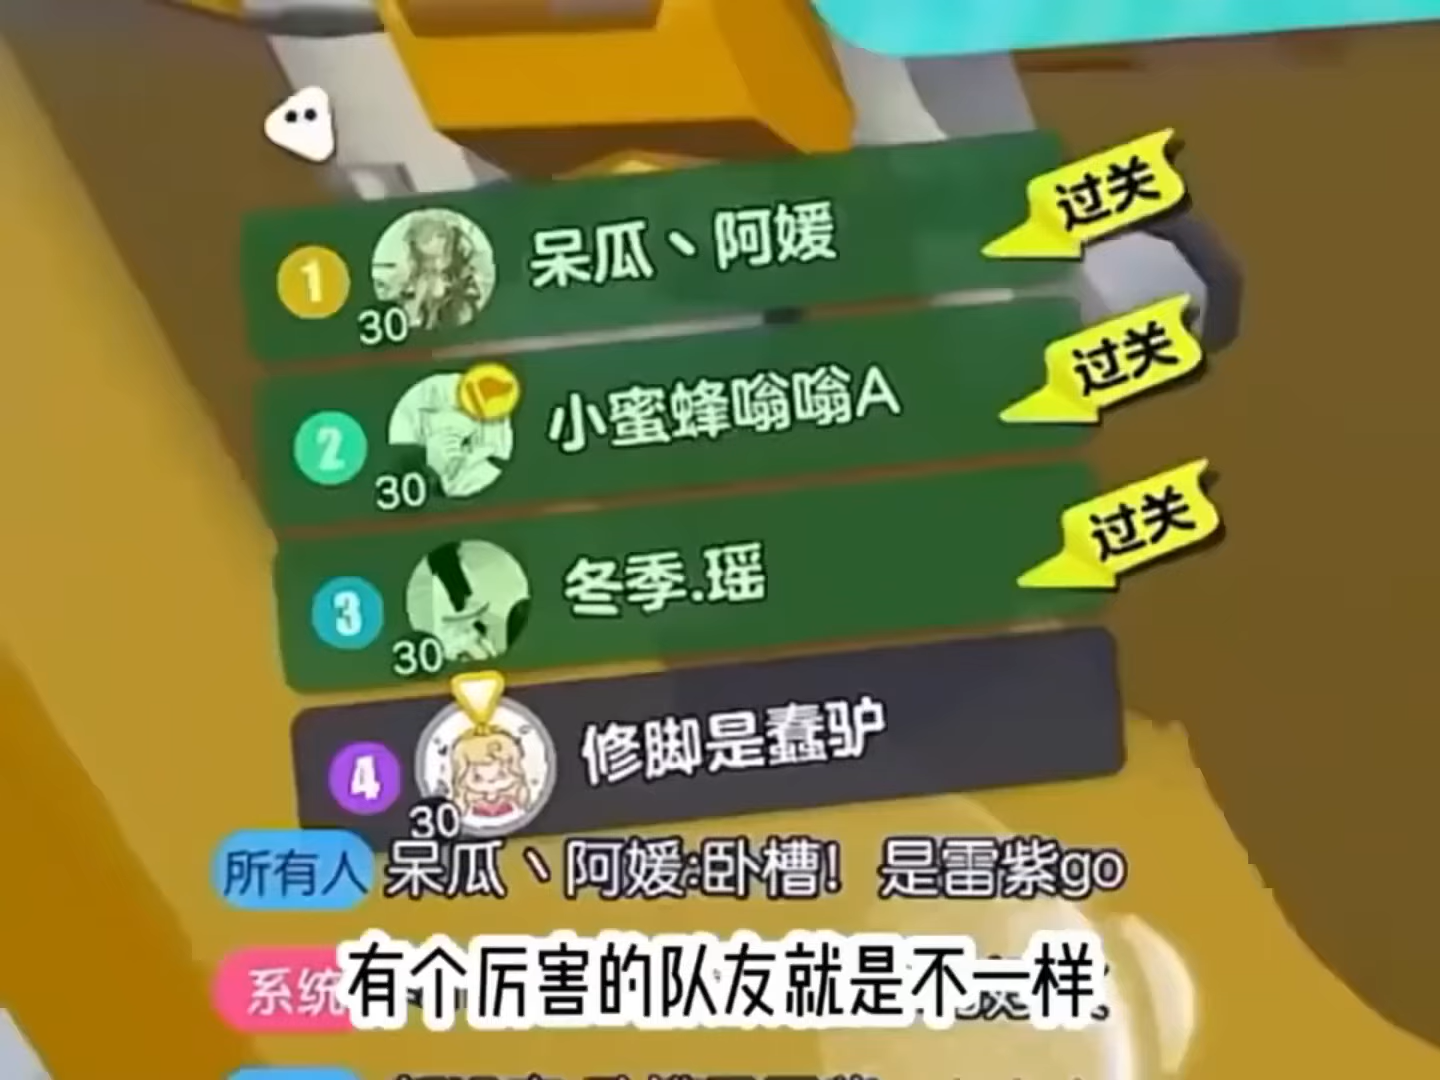 过关
1
30
呆瓜丶阿媛
过关
2
30
小蜜蜂嗡嗡A
过关
3
30
冬季.瑶
4
30
修脚是蠢驴
所有人 呆瓜丶阿媛:卧槽！是雷紫go
系统
有个厉害的队友就是不一样